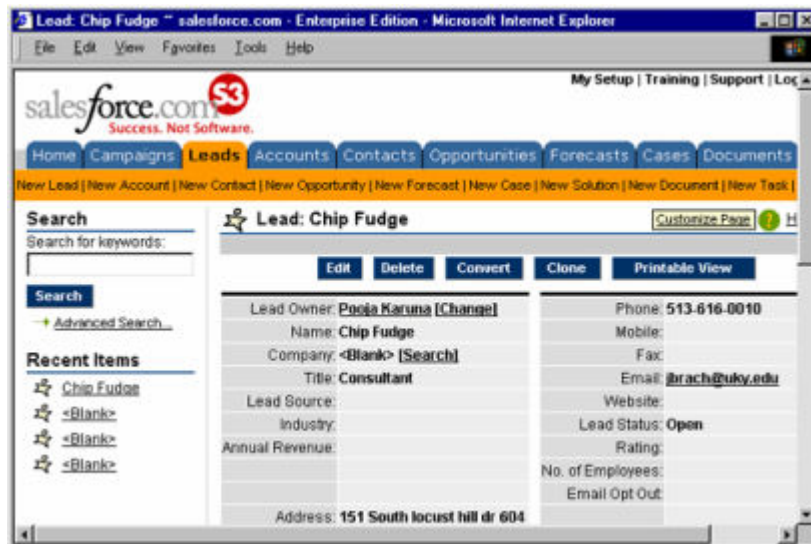 Lead: Chip Fudge ~ salesforce.com - Enterprise Edition - Microsoft Internet Explorer
File Edit View Favorites Tools Help
My Setup | Training | Support | Log
salesforce.com S3
Success. Not Software.
Home Campaigns Leads Accounts Contacts Opportunities Forecasts Cases Documents
New Lead | New Account | New Contact | New Opportunity | New Forecast | New Case | New Solution | New Document | New Task |
Search
Search for keywords:
Search
Advanced Search...
Recent Items
Chip Fudge
<Blank>
<Blank>
<Blank>
Lead: Chip Fudge
Customize Page ? H
Edit Delete Convert Clone Printable View
Lead Owner: Pooja Karuna [Change]
Name: Chip Fudge
Company: <Blank> [Search]
Title: Consultant
Lead Source:
Industry:
Annual Revenue:
Address: 151 South locust hill dr 604
Phone: 513-616-0010
Mobile:
Fax:
Email: jbrach@uky.edu
Website:
Lead Status: Open
Rating:
No. of Employees:
Email Opt Out: